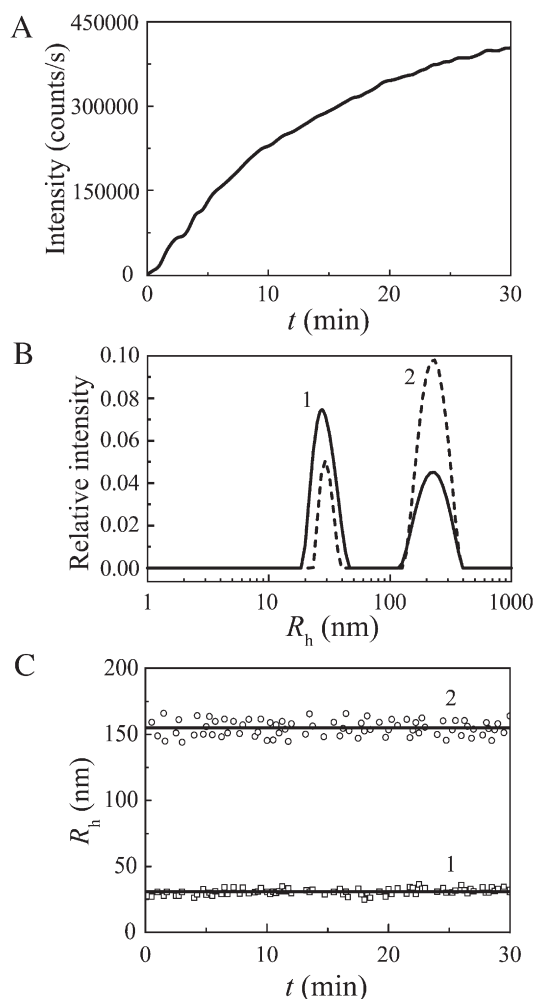 A
Intensity (counts/s)
450000
300000
150000
0
0 10 20 30
t (min)
B
Relative intensity
0.10
0.08
0.06
0.04
0.02
0.00
1 2
1 10 100 1000
Rh (nm)
C
Rh (nm)
200
150
100
50
0
2
1
0 10 20 30
t (min)